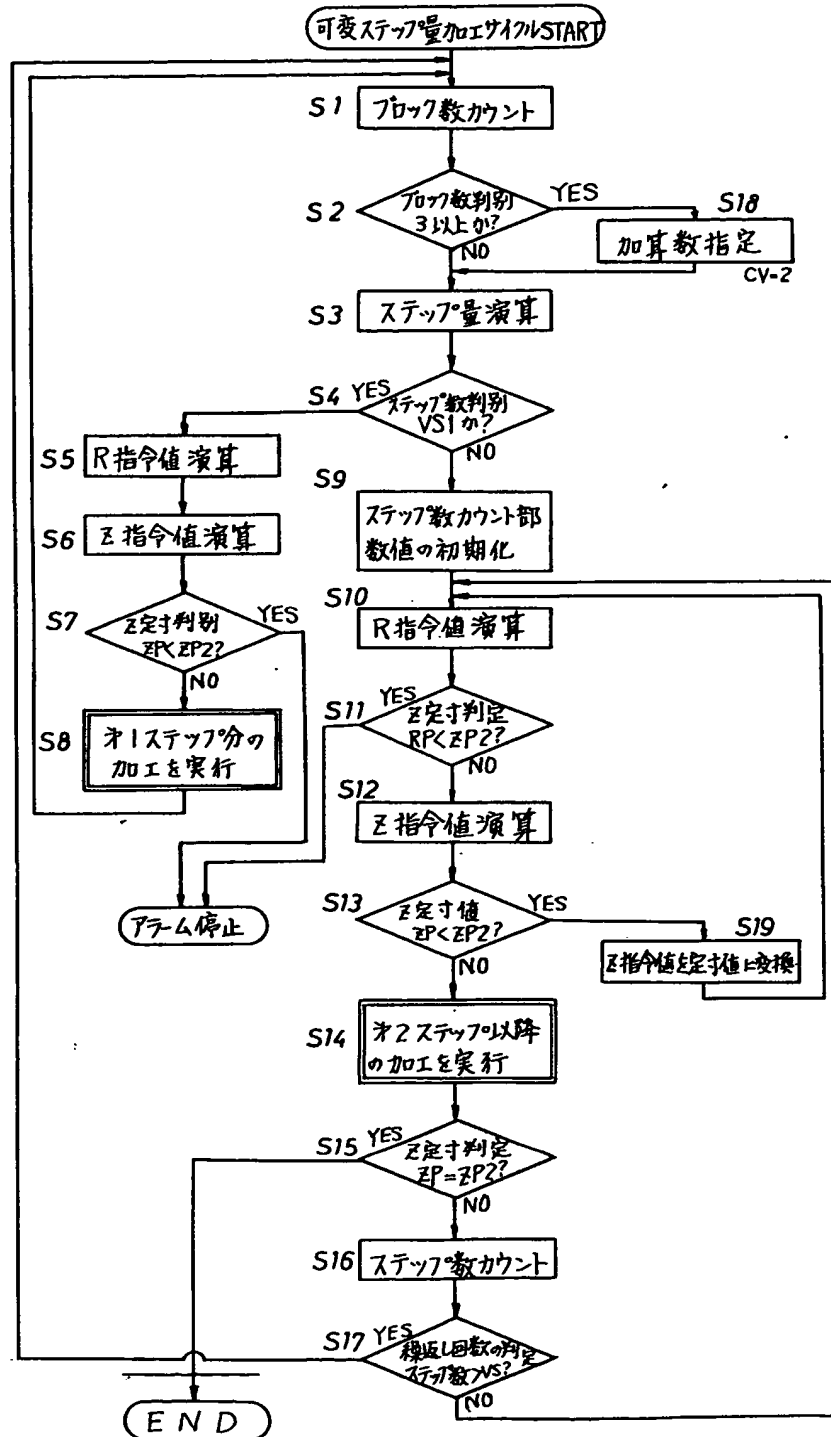 可変ステップ量加工サイクルSTART
S1
ブロック数カウント
S2
ブロック数判別
3以上か?
YES
NO
S18
加算数指定
CV=2
S3
ステップ量演算
S4
YES
ステップ数判別
VS1か?
NO
S5
R指令値演算
S6
Z指令値演算
S7
Z定寸判別
ZP<ZP2?
YES
NO
S8
才1ステップ分の
加工を実行
S9
ステップ数カウント部
数値の初期化
S10
R指令値演算
S11
YES
Z定寸判定
RP<ZP2?
NO
アラーム停止
S12
Z指令値演算
S13
Z定寸値
ZP<ZP2?
YES
NO
S19
Z指令値を定寸値に変換
S14
才2ステップ以降
の加工を実行
S15
YES
Z定寸判定
ZP=ZP2?
NO
S16
ステップ数カウント
S17
YES
繰返し回数の判定
ステップ数>VS?
NO
END